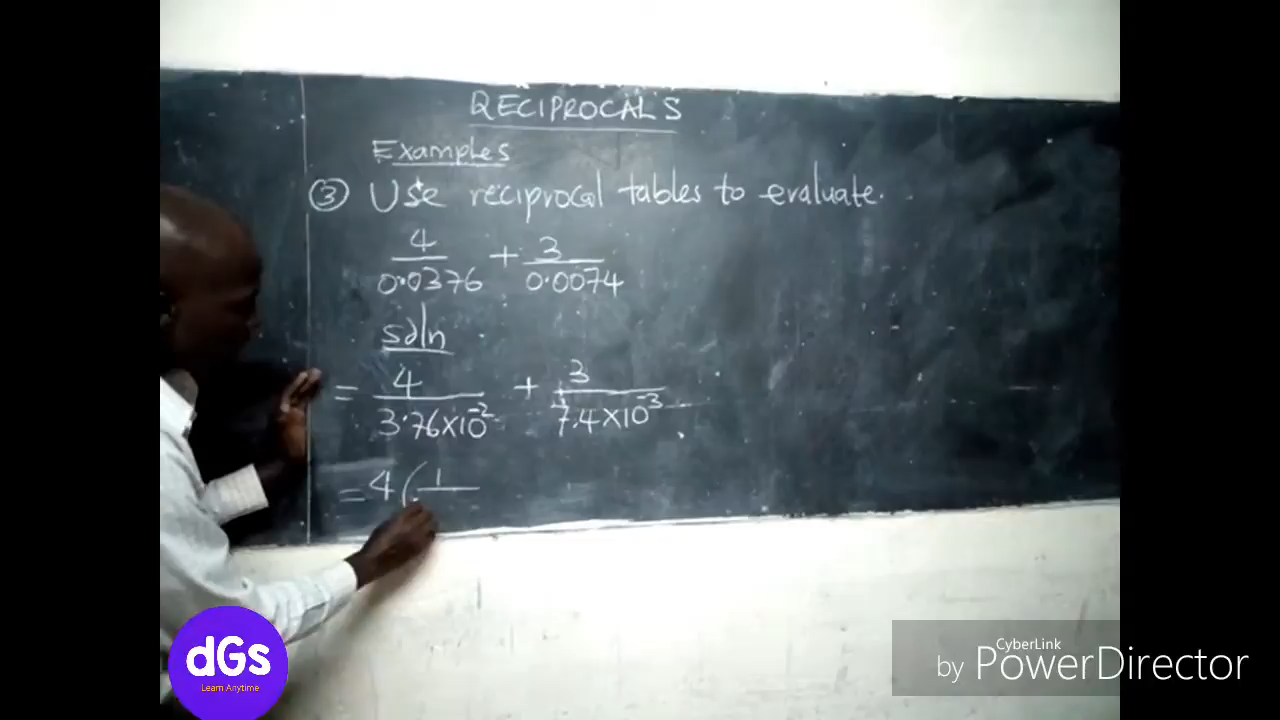 RECIPROCALS
Examples
③ Use reciprocal tables to evaluate.
4/0.0376 + 3/0.0074
soln
= 4/3.76×10⁻² + 3/7.4×10⁻³
= 4(1/
dGs
Learn Anytime
CyberLink
by PowerDirector